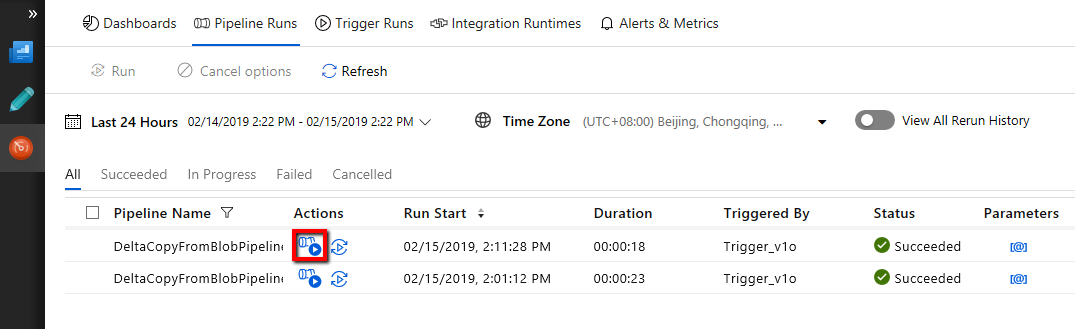 »
Dashboards Pipeline Runs Trigger Runs Integration Runtimes Alerts & Metrics
Run Cancel options Refresh
Last 24 Hours 02/14/2019 2:22 PM - 02/15/2019 2:22 PM Time Zone (UTC+08:00) Beijing, Chongqing, ... View All Rerun History
All Succeeded In Progress Failed Cancelled
Pipeline Name Actions Run Start Duration Triggered By Status Parameters
DeltaCopyFromBlobPipeline 02/15/2019, 2:11:28 PM 00:00:18 Trigger_v1o Succeeded [@]
DeltaCopyFromBlobPipeline 02/15/2019, 2:01:12 PM 00:00:23 Trigger_v1o Succeeded [@]